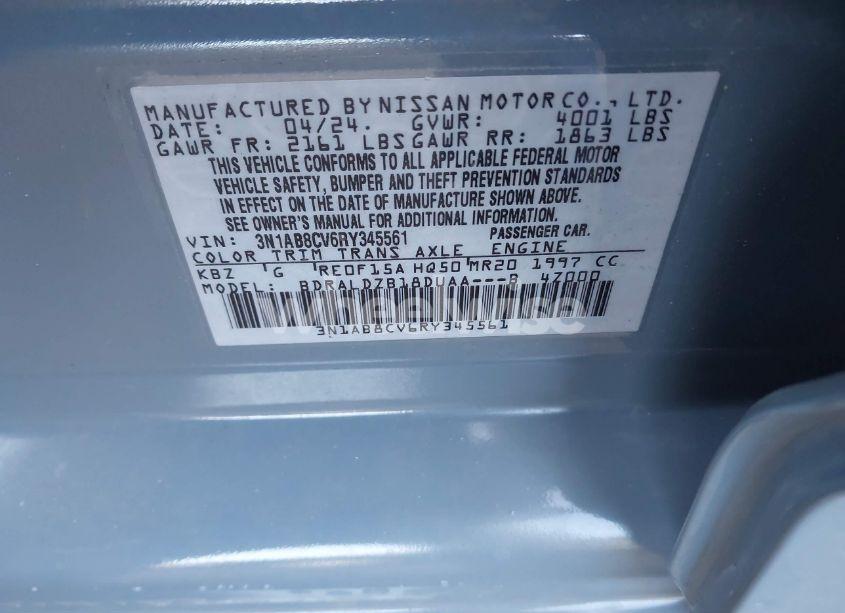 MANUFACTURED BY NISSAN MOTOR CO., LTD.
DATE: 04/24. GVWR: 4001 LBS
GAWR FR: 2161 LBS GAWR RR: 1863 LBS
THIS VEHICLE CONFORMS TO ALL APPLICABLE FEDERAL MOTOR
VEHICLE SAFETY, BUMPER AND THEFT PREVENTION STANDARDS
IN EFFECT ON THE DATE OF MANUFACTURE SHOWN ABOVE.
SEE OWNER'S MANUAL FOR ADDITIONAL INFORMATION.
VIN: 3N1AB8CV6RY345561 PASSENGER CAR.
COLOR TRIM TRANS AXLE ENGINE
KBZ G RE0F15A HQ50 MR20 1997 CC
MODEL: BDRALDZB18DUAA---B 47000
3N1AB8CV6RY345561